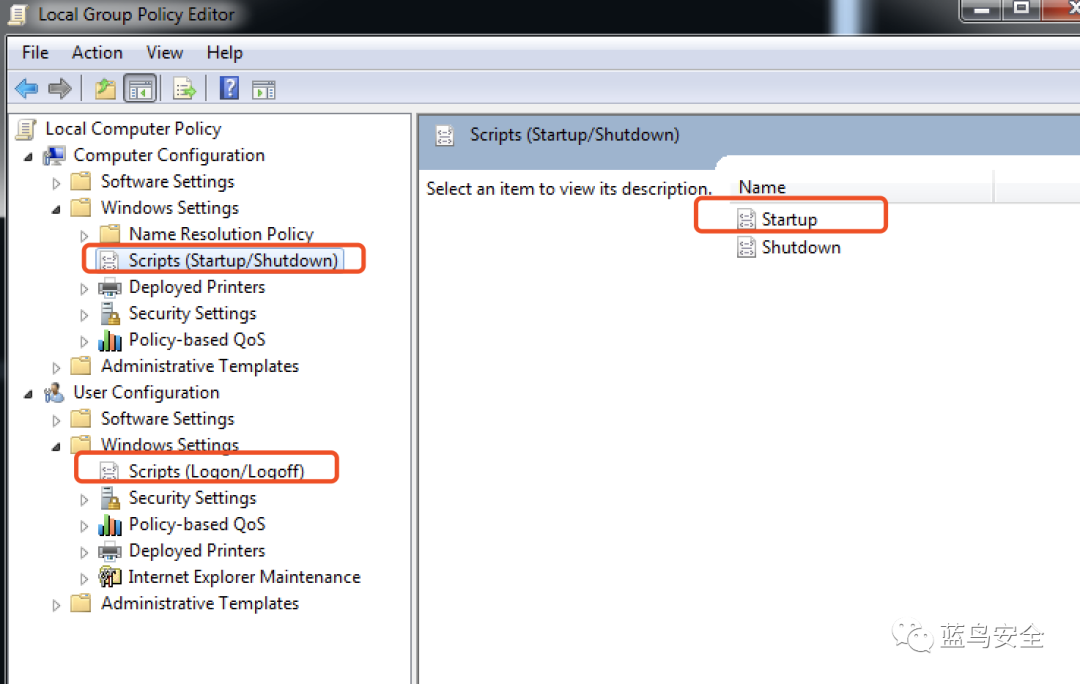 Local Group Policy Editor
File Action View Help
Local Computer Policy
Computer Configuration
Software Settings
Windows Settings
Name Resolution Policy
Scripts (Startup/Shutdown)
Deployed Printers
Security Settings
Policy-based QoS
Administrative Templates
User Configuration
Software Settings
Windows Settings
Scripts (Logon/Logoff)
Security Settings
Policy-based QoS
Deployed Printers
Internet Explorer Maintenance
Administrative Templates
Scripts (Startup/Shutdown)
Select an item to view its description.
Name
Startup
Shutdown
蓝鸟安全